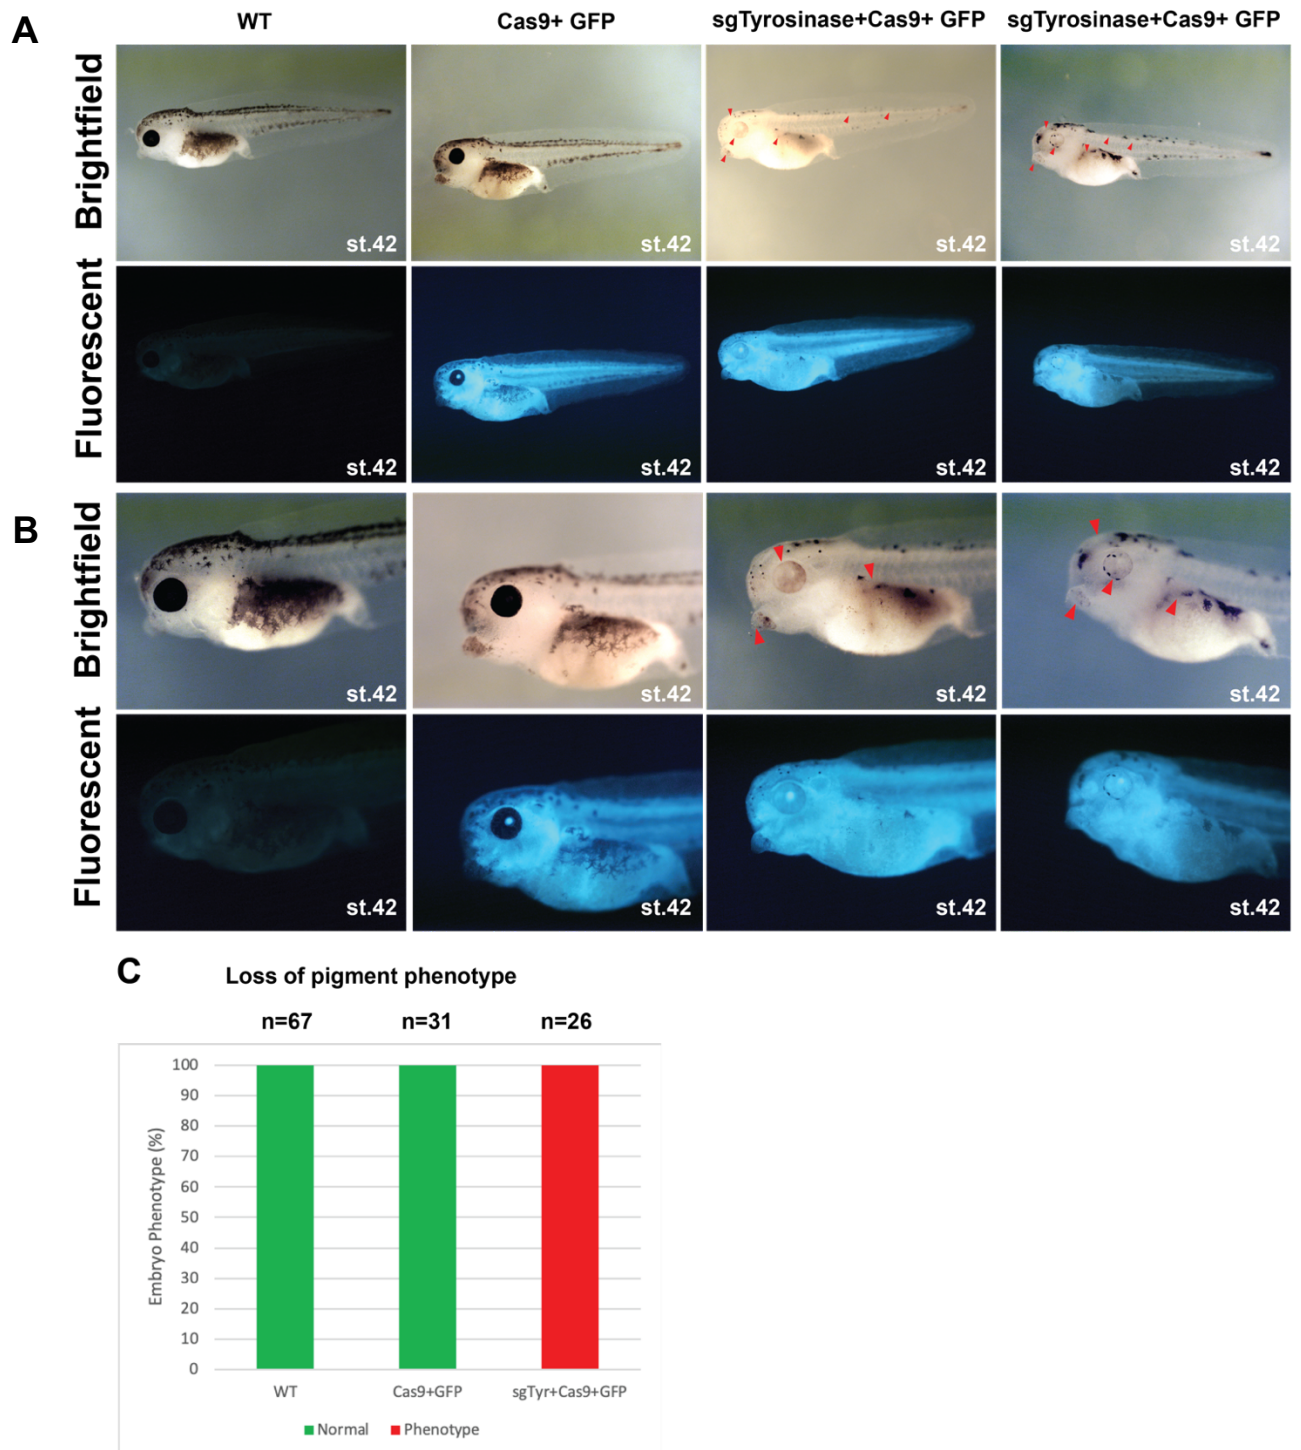 A
WT
Cas9+ GFP
sgTyrosinase+Cas9+ GFP
sgTyrosinase+Cas9+ GFP
Brightfield
st.42
st.42
st.42
st.42
Fluorescent
st.42
st.42
st.42
st.42
B
Brightfield
st.42
st.42
st.42
st.42
Fluorescent
st.42
st.42
st.42
st.42
C
Loss of pigment phenotype
n=67
n=31
n=26
Embryo Phenotype (%)
100
90
80
70
60
50
40
30
20
10
0
WT
Cas9+GFP
sgTyr+Cas9+GFP
Normal
Phenotype